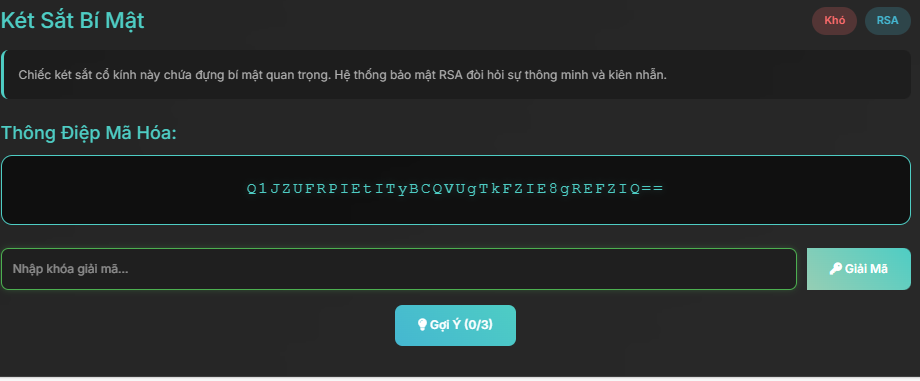 Két Sắt Bí Mật
Khó
RSA
Chiếc két sắt cổ kính này chứa đựng bí mật quan trọng. Hệ thống bảo mật RSA đòi hỏi sự thông minh và kiên nhẫn.
Thông Điệp Mã Hóa:
Q1JZUFRPIEtITyBCQVUgTkFZIE8gREFZIQ==
Nhập khóa giải mã...
Giải Mã
Gợi Ý (0/3)